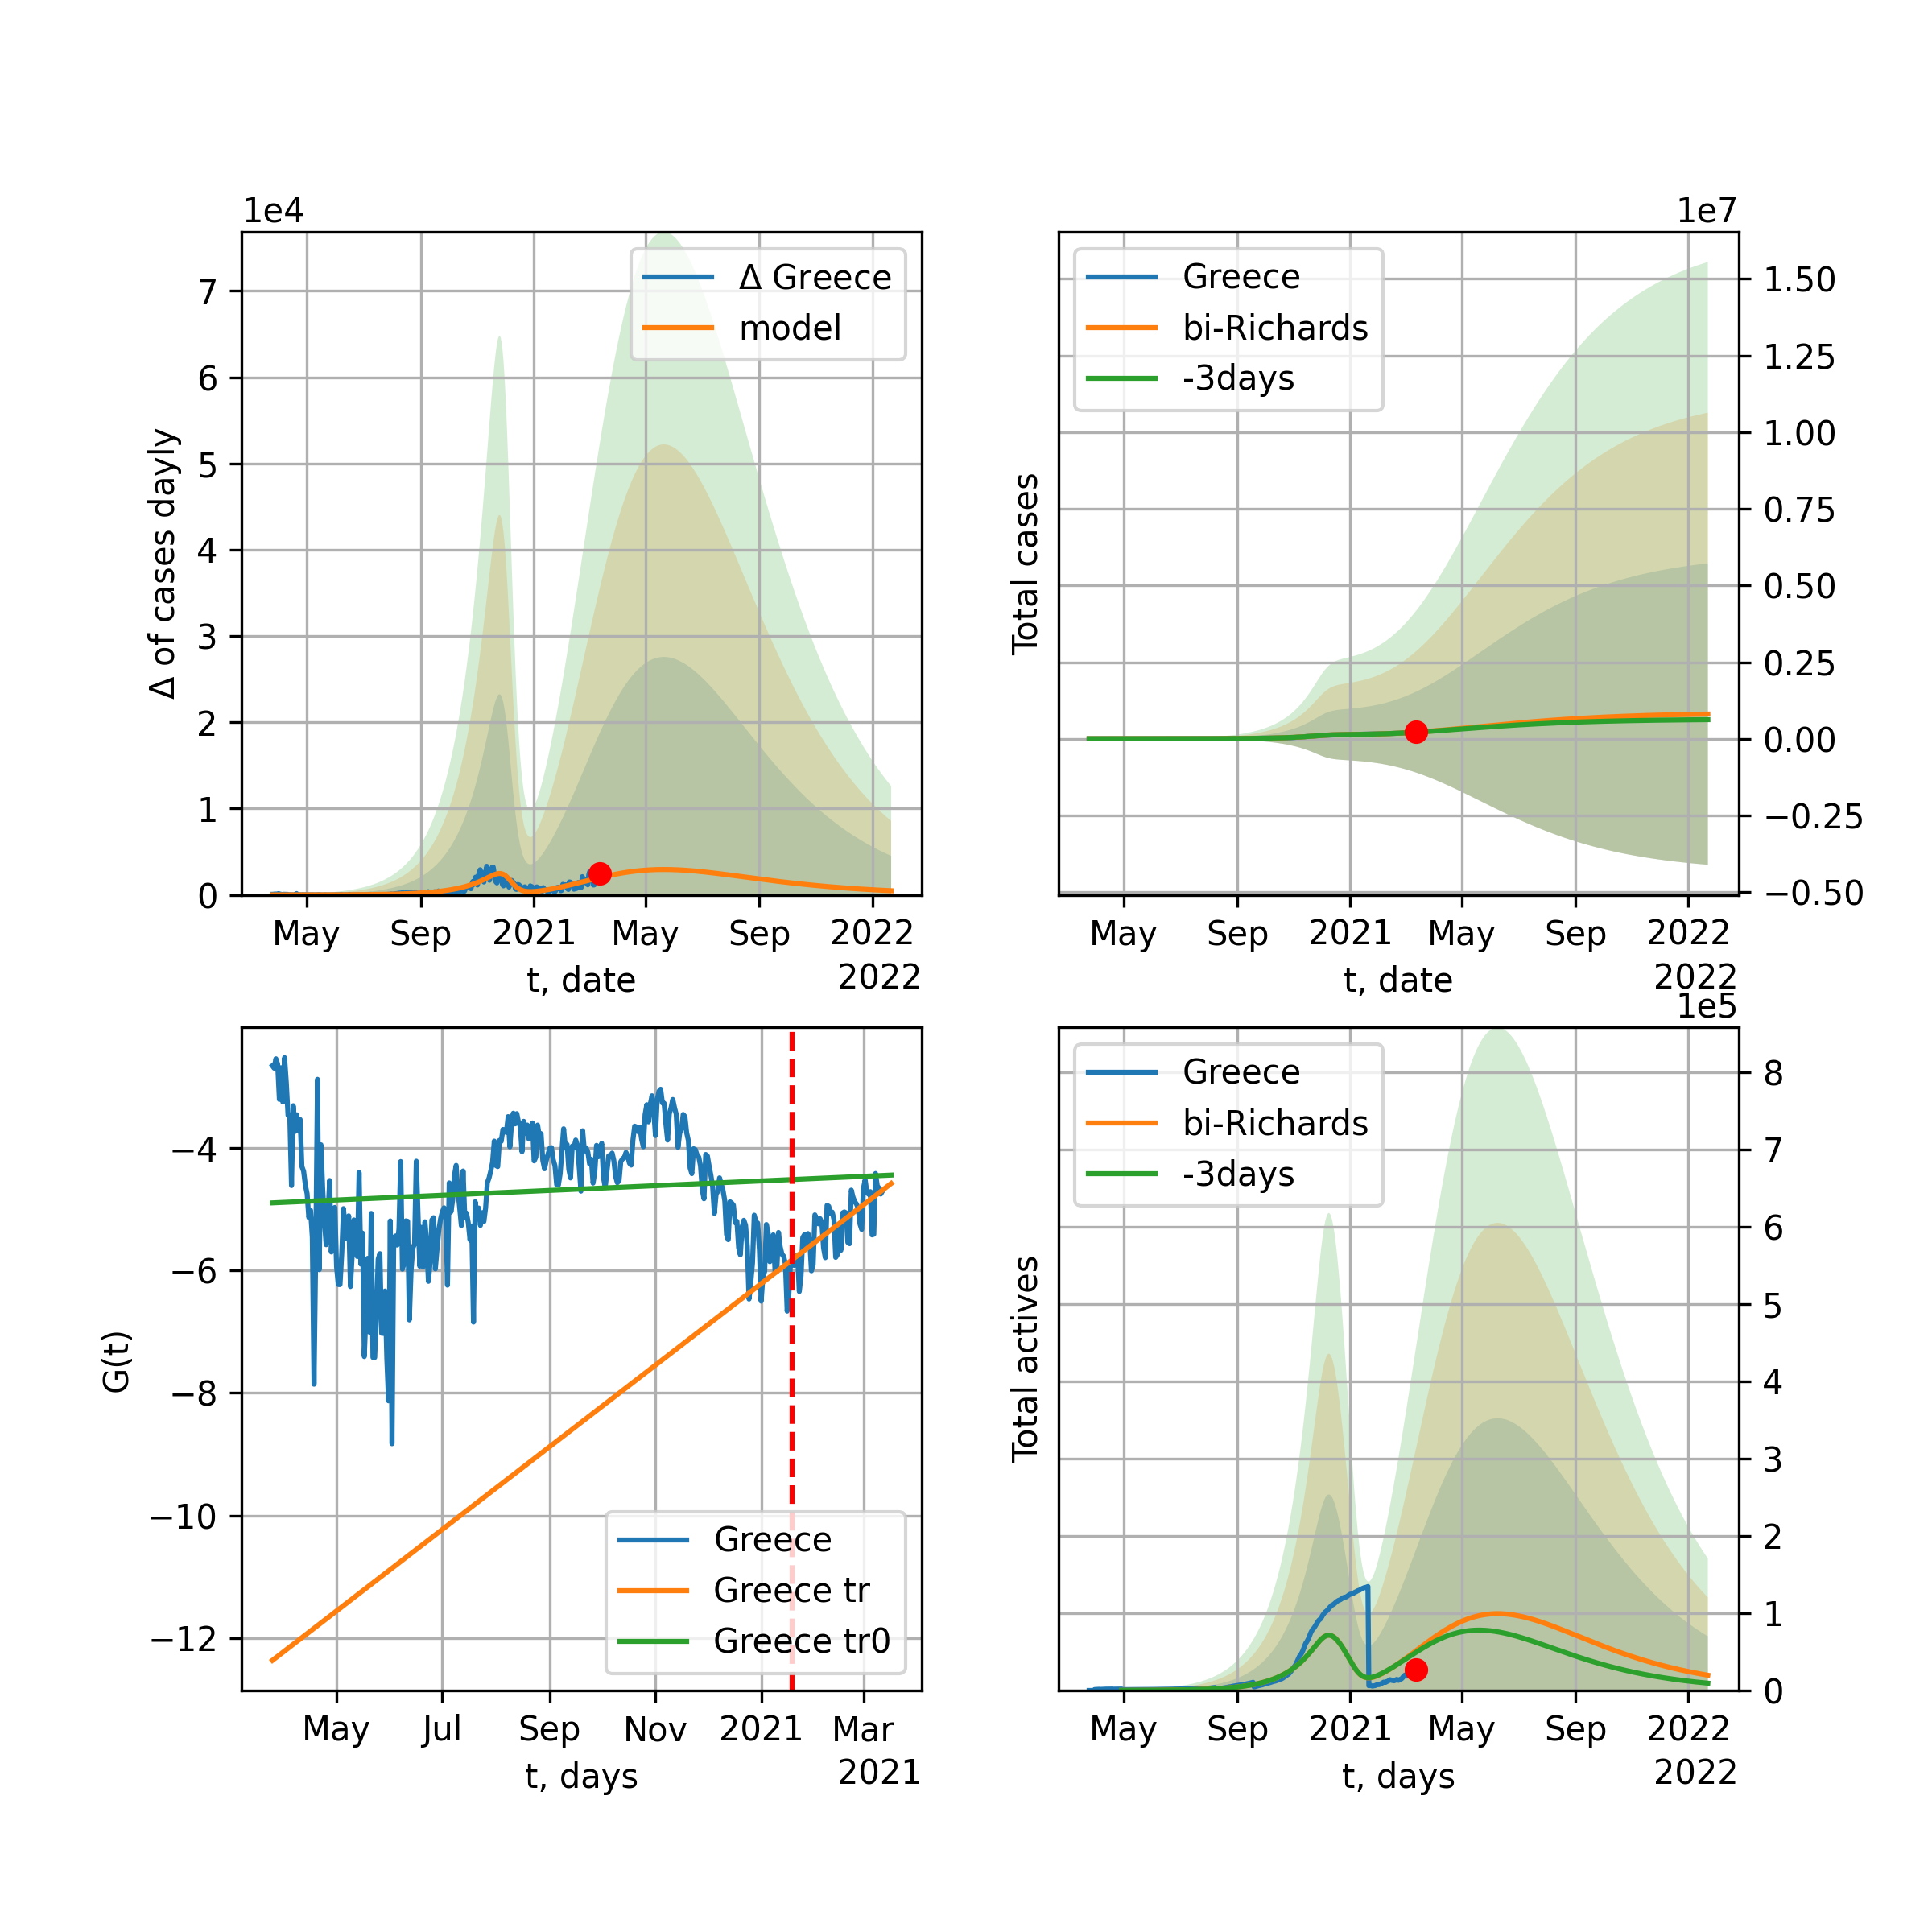 1e4
Δ of cases dayly
7
6
5
4
3
2
1
0
Δ Greece
model
May Sep 2021 May Sep 2022
t, date
2022
1e7
Total cases
Greece
bi-Richards
-3days
1.50
1.25
1.00
0.75
0.50
0.25
0.00
−0.25
−0.50
May Sep 2021 May Sep 2022
t, date
2022
G(t)
−4
−6
−8
−10
−12
Greece
Greece tr
Greece tr0
May Jul Sep Nov 2021 Mar
t, days
2021
1e5
Total actives
Greece
bi-Richards
-3days
8
7
6
5
4
3
2
1
0
May Sep 2021 May Sep 2022
t, days
2022